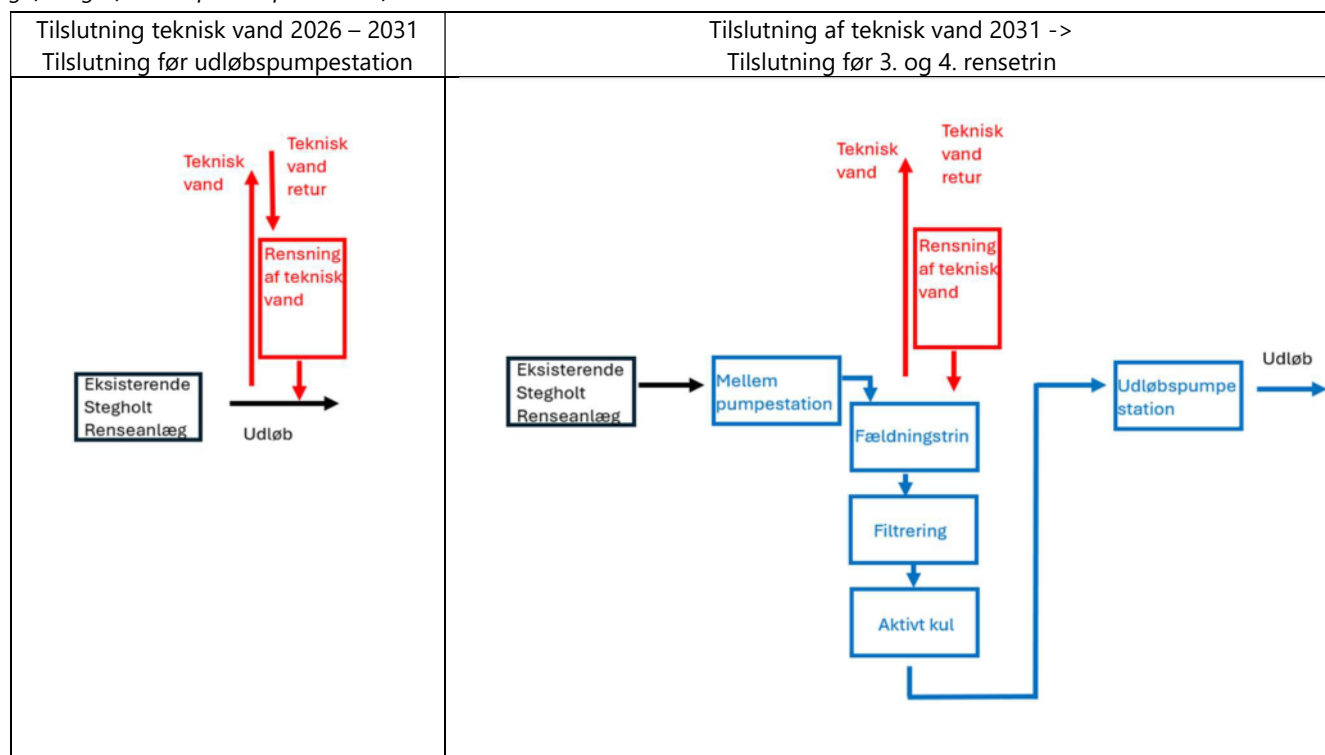 Tilslutning teknisk vand 2026 – 2031
Tilslutning før udløbspumpestation
Tilslutning af teknisk vand 2031 ->
Tilslutning før 3. og 4. rensetrin
Teknisk
vand
Teknisk
vand
retur
Rensning
af teknisk
vand
Eksisterende
Stegholt
Renseanlæg
Udløb
Teknisk
vand
Teknisk
vand
retur
Rensning
af teknisk
vand
Eksisterende
Stegholt
Renseanlæg
Mellem
pumpestation
Fældningstrin
Filtrering
Aktivt kul
Udløbspumpe
station
Udløb